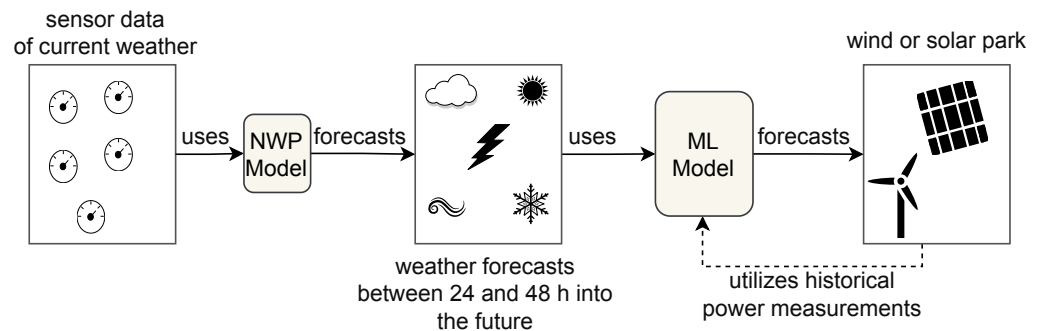 sensor data
of current weather
uses
NWP
Model
forecasts
weather forecasts
between 24 and 48 h into
the future
uses
ML
Model
forecasts
wind or solar park
utilizes historical
power measurements